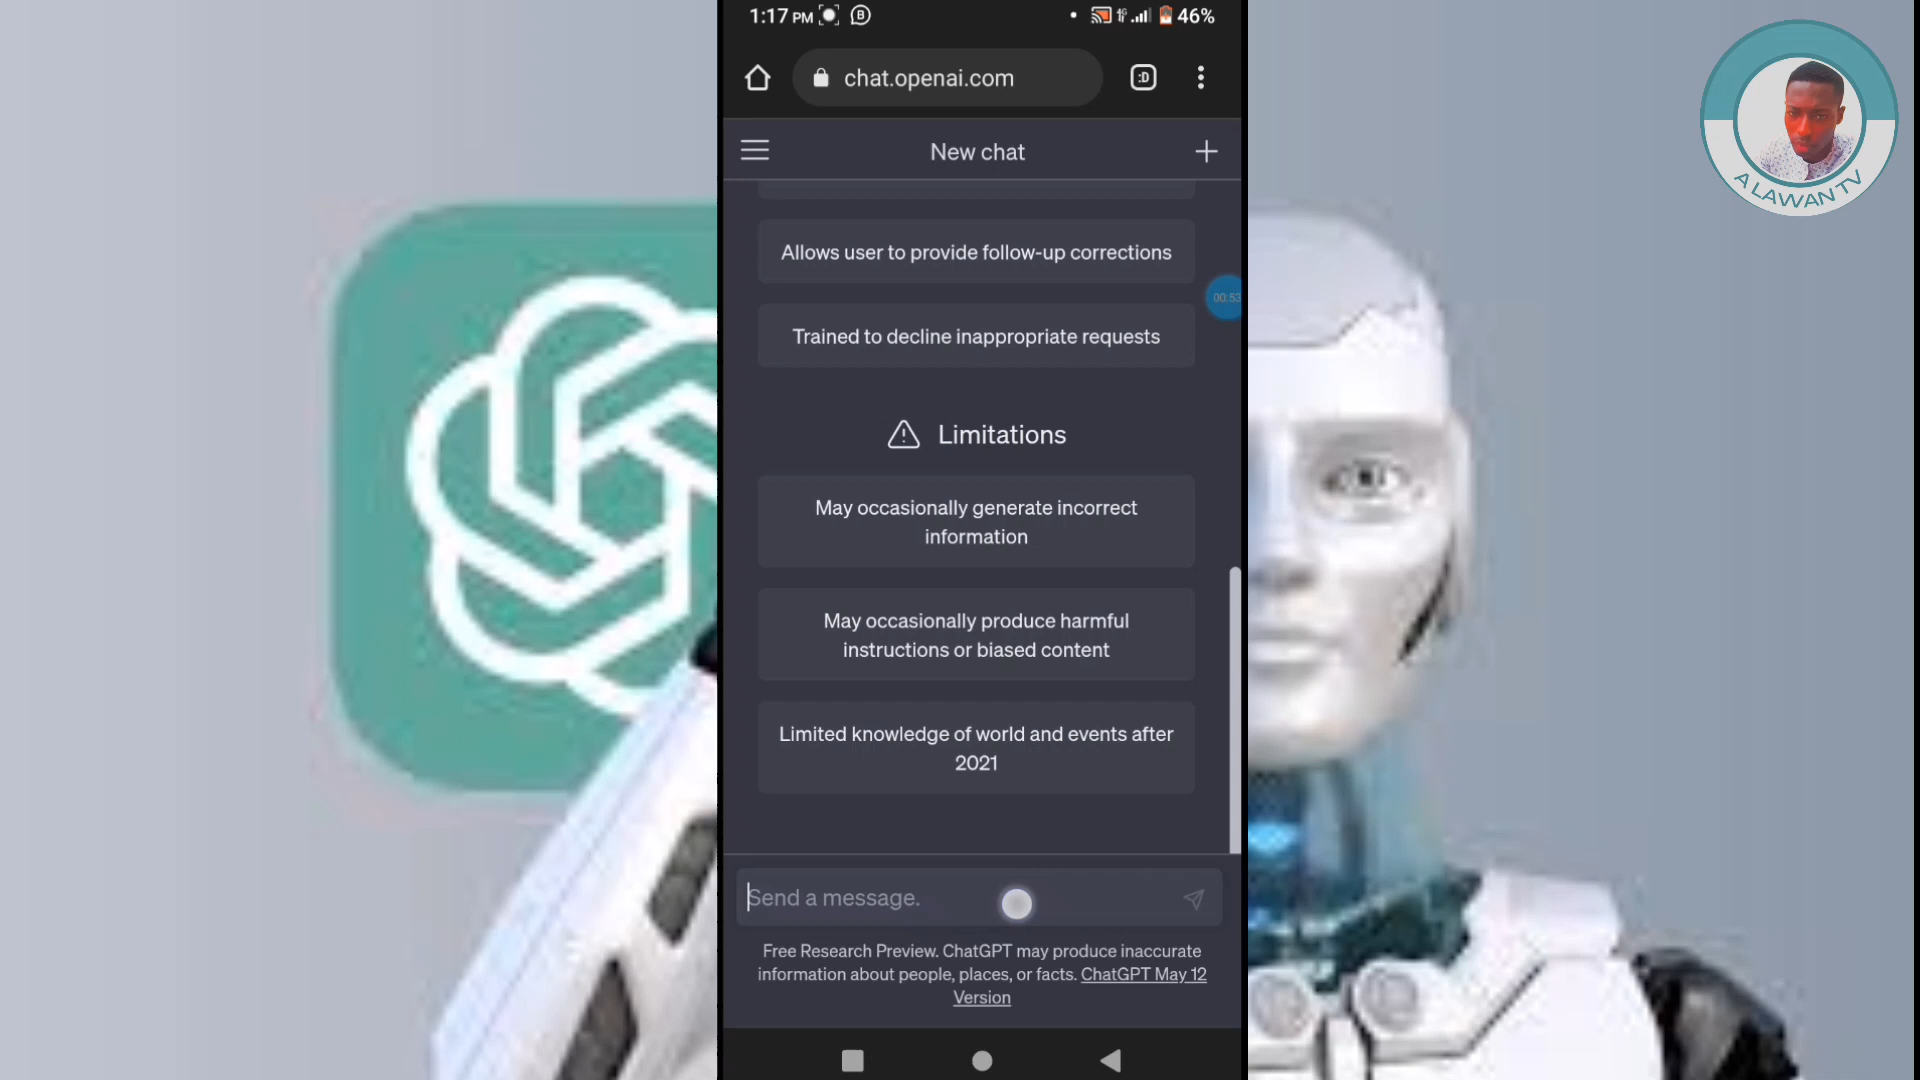 1:17 PM
46%
chat.openai.com
:D
New chat
Allows user to provide follow-up corrections
00:53
Trained to decline inappropriate requests
Limitations
May occasionally generate incorrect
information
May occasionally produce harmful
instructions or biased content
Limited knowledge of world and events after
2021
Send a message.
Free Research Preview. ChatGPT may produce inaccurate
information about people, places, or facts. ChatGPT May 12
Version
A LAWAN TV